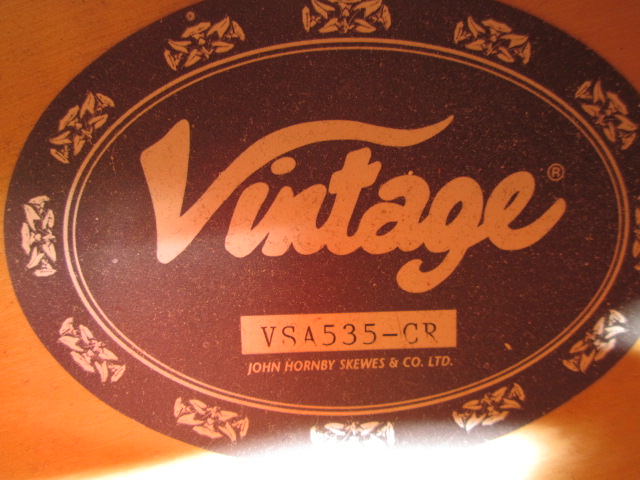 Vintage®
VSA535-CR
JOHN HORNBY SKEWES & CO. LTD.